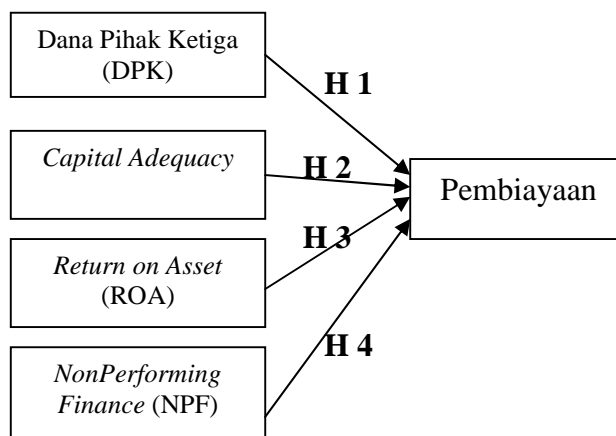 Dana Pihak Ketiga
(DPK)
H 1
Capital Adequacy
H 2
Pembiayaan
Return on Asset
(ROA)
H 3
NonPerforming
Finance (NPF)
H 4